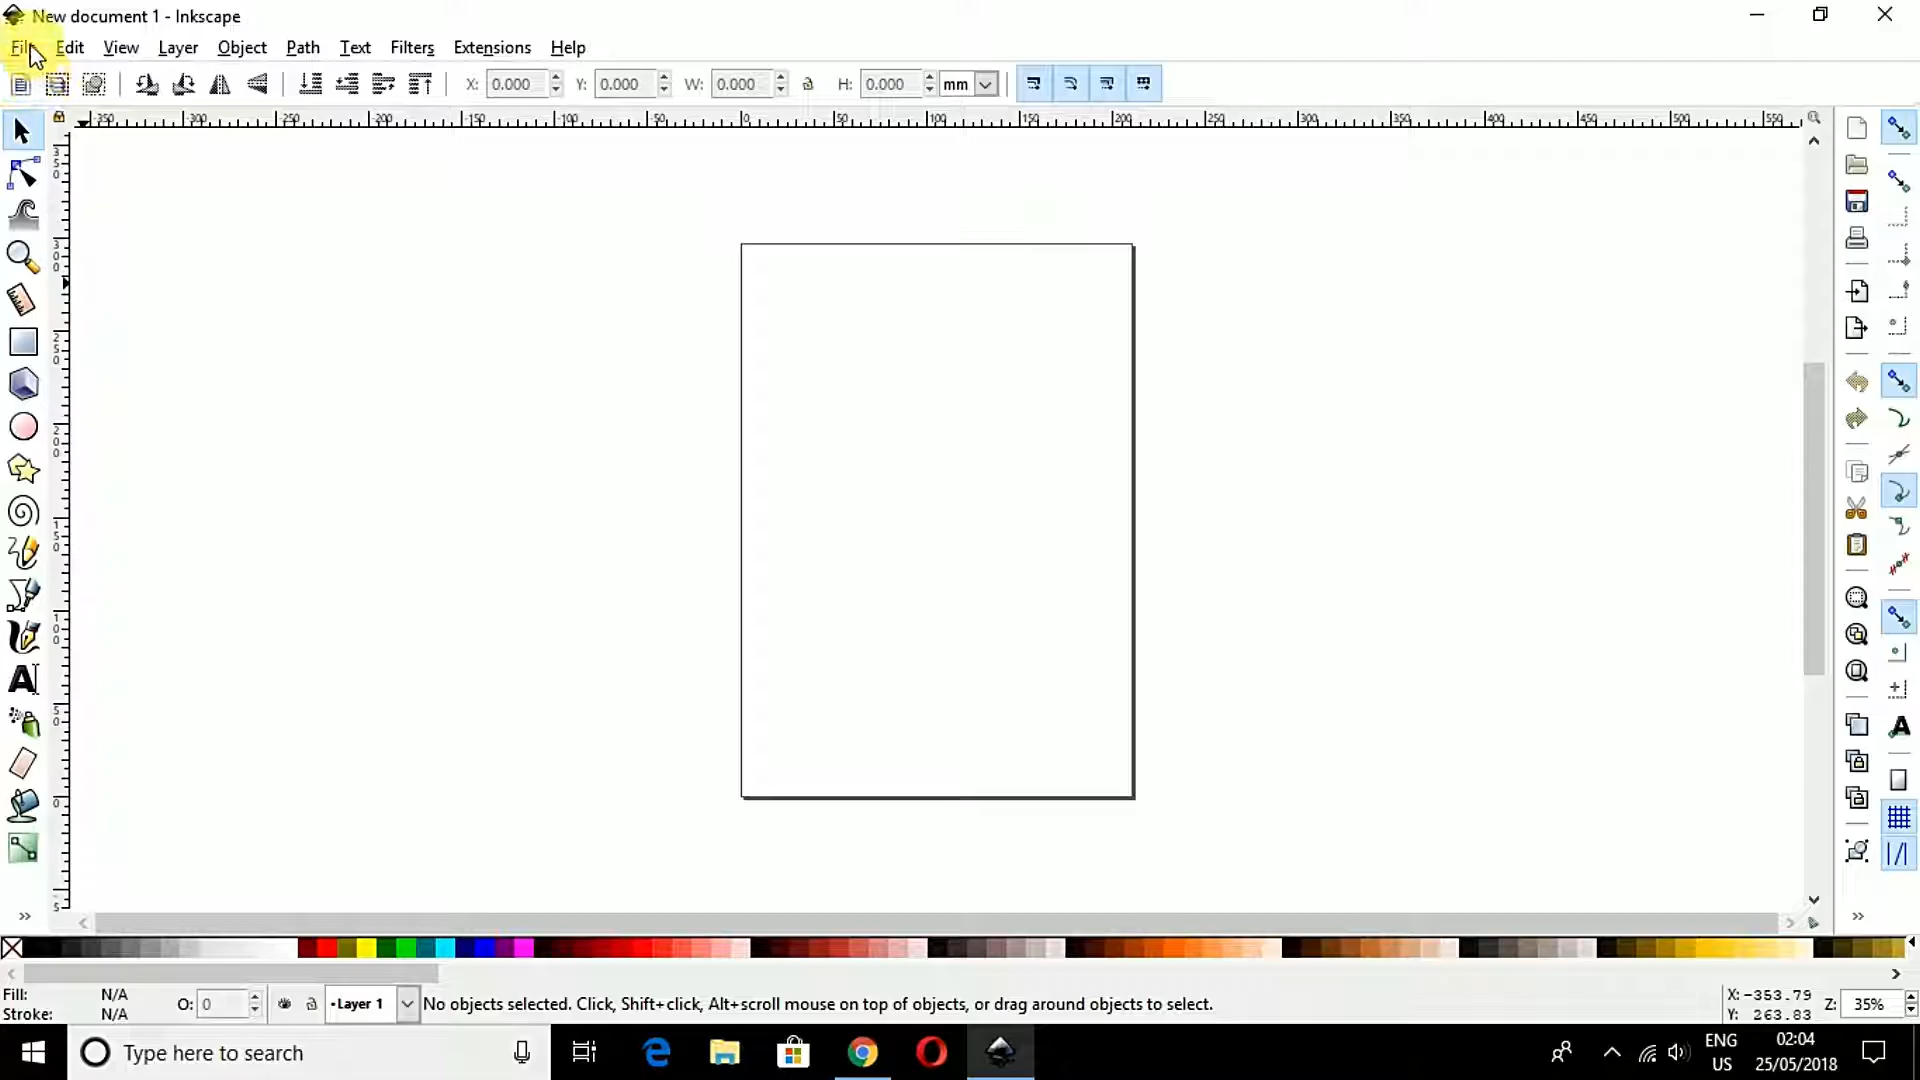 New document 1 - Inkscape
File Edit View Layer Object Path Text Filters Extensions Help
X: 0.000 Y: 0.000 W: 0.000 H: 0.000 mm
Fill: N/A
Stroke: N/A
O: 0
•Layer 1
No objects selected. Click, Shift+click, Alt+scroll mouse on top of objects, or drag around objects to select.
X: -353.79
Y: 263.83
Z: 35%
Type here to search
ENG
US
02:04
25/05/2018